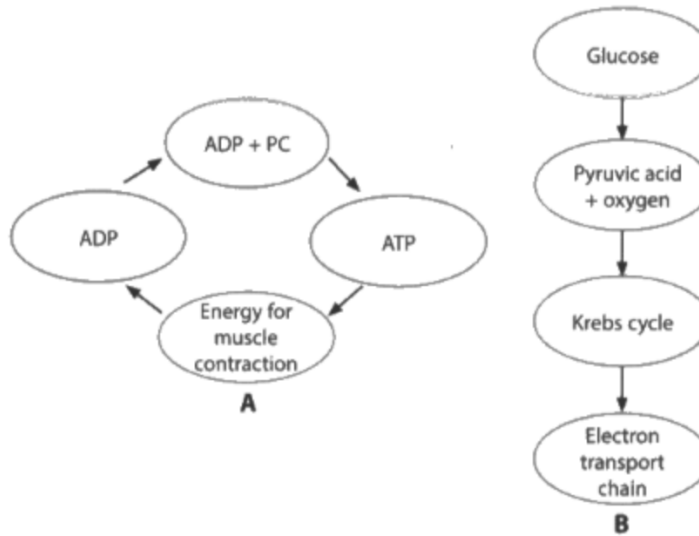 ADP + PC
ADP
ATP
Energy for
muscle
contraction
A
Glucose
Pyruvic acid
+ oxygen
Krebs cycle
Electron
transport
chain
B